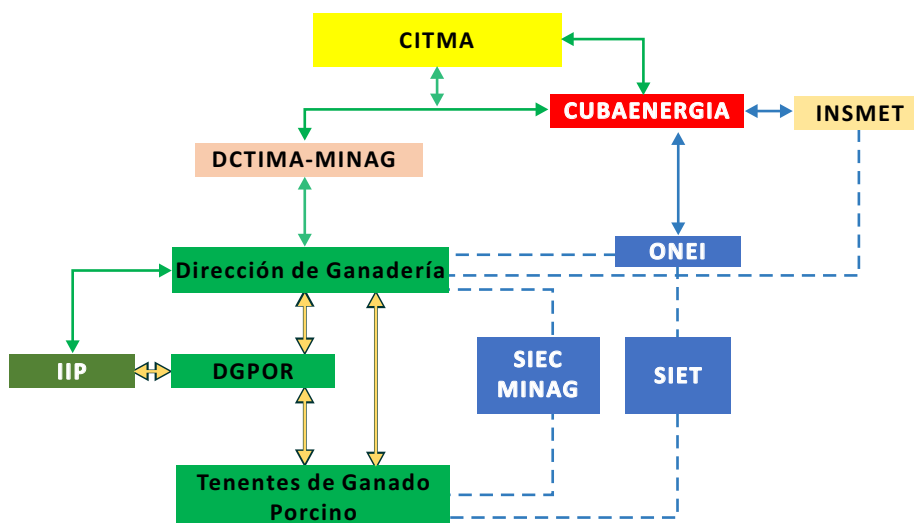 CITMA
CUBAENERGIA
INSMET
DCTIMA-MINAG
ONEI
Dirección de Ganadería
SIEC
MINAG
SIET
IIP
DGPOR
Tenentes de Ganado
Porcino